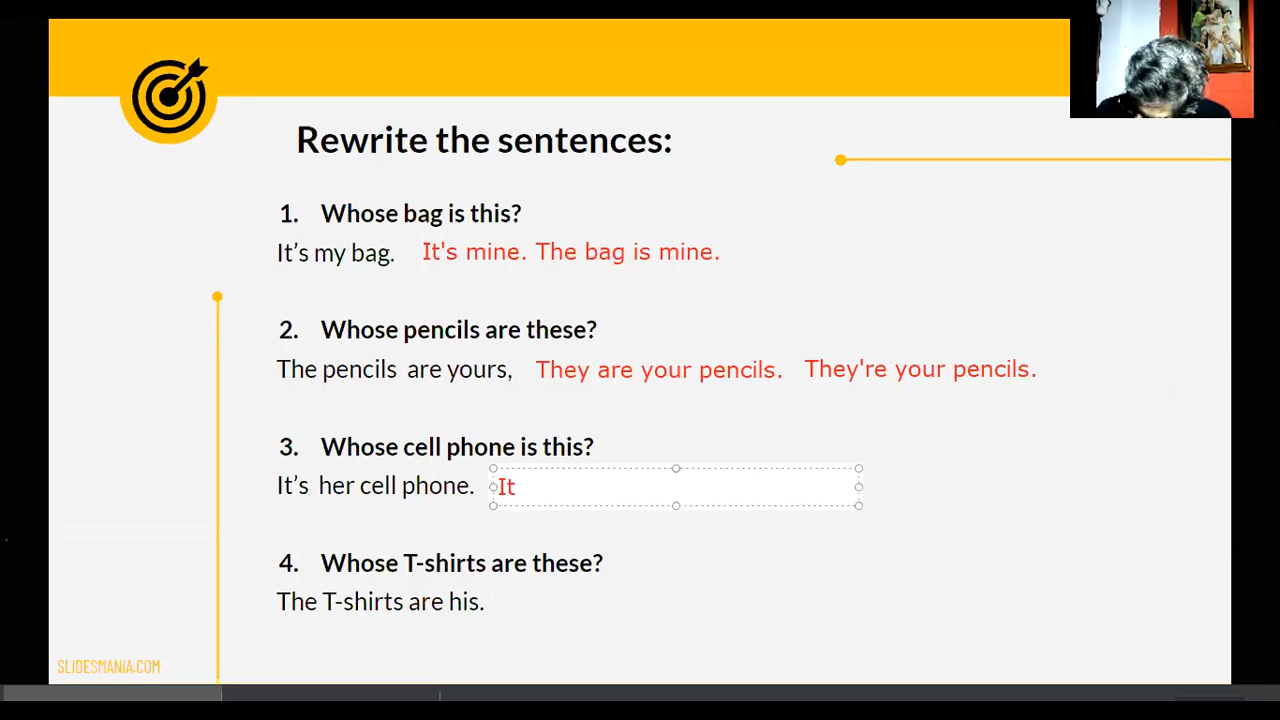 Rewrite the sentences:
1. Whose bag is this?
It’s my bag. It's mine. The bag is mine.
2. Whose pencils are these?
The pencils are yours, They are your pencils. They're your pencils.
3. Whose cell phone is this?
It’s her cell phone. It
4. Whose T-shirts are these?
The T-shirts are his.
SLIDESMANIA.COM